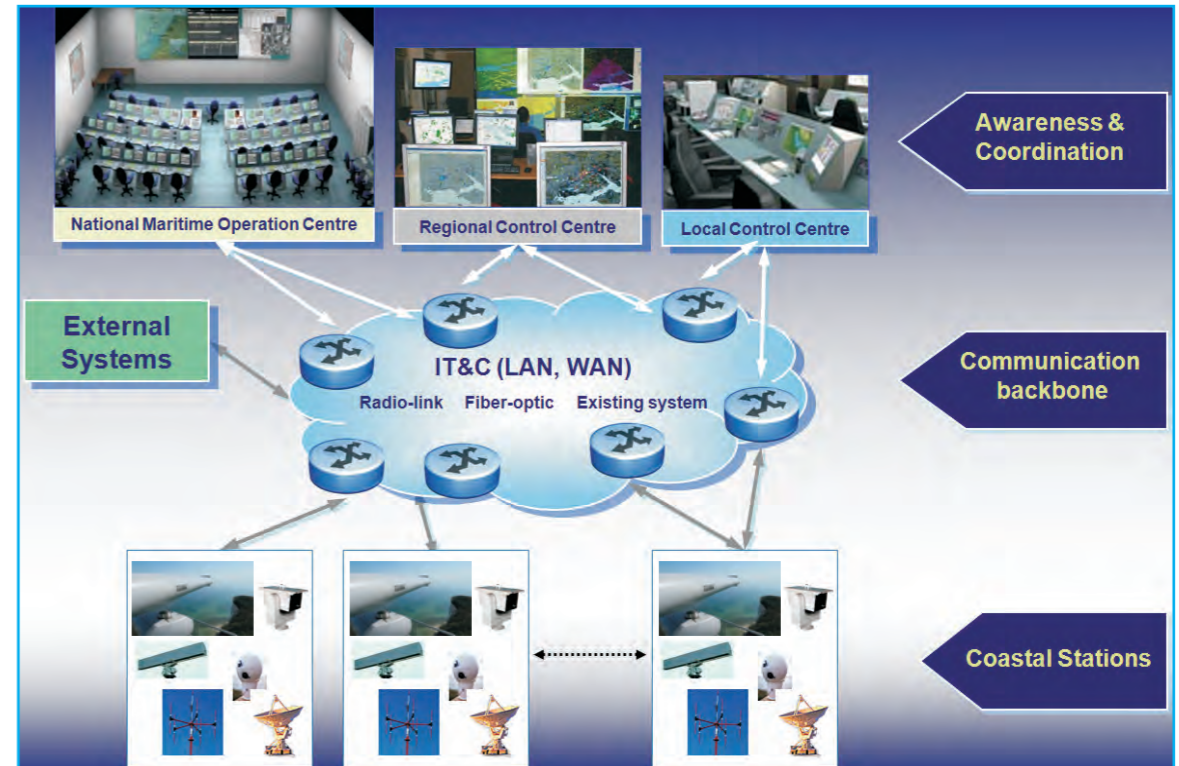 National Maritime Operation Centre
Regional Control Centre
Local Control Centre
Awareness &
Coordination
External
Systems
IT&C (LAN, WAN)
Radio-link Fiber-optic Existing system
Communication
backbone
Coastal Stations